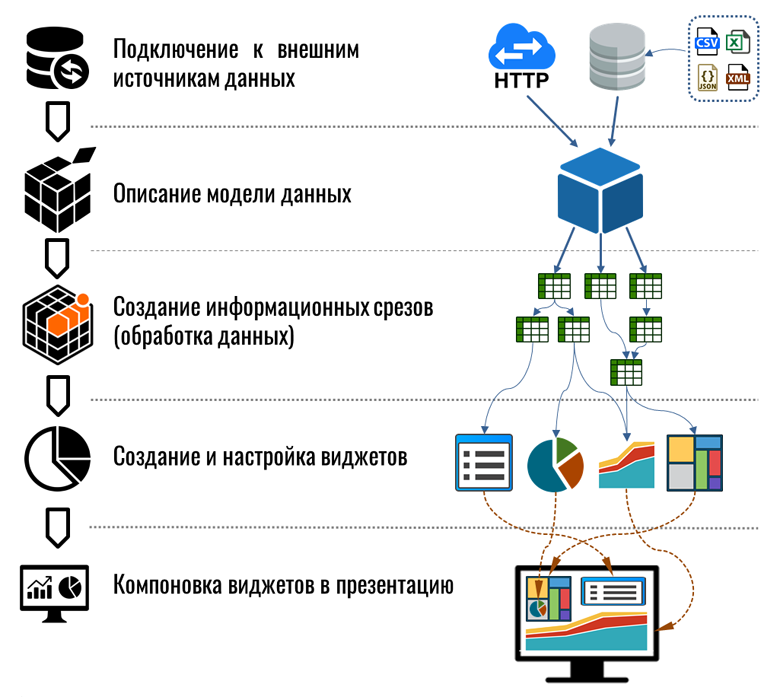 Подключение к внешним
источникам данных
HTTP
CSV
X
{}
JSON
XML
Описание модели данных
Создание информационных срезов
(обработка данных)
Создание и настройка виджетов
Компоновка виджетов в презентацию